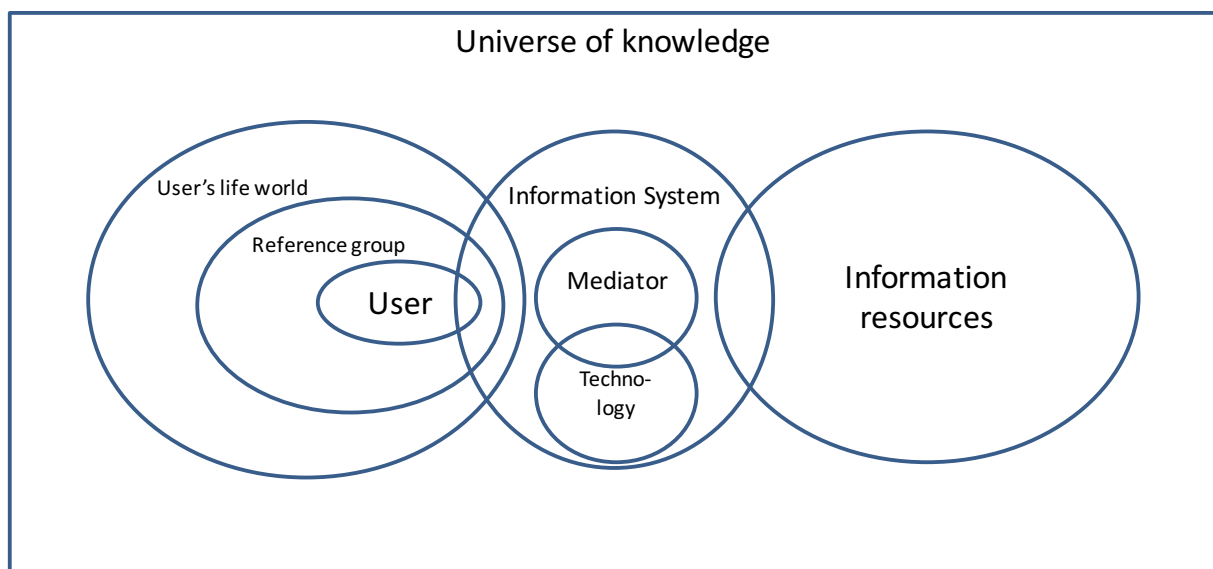 Universe of knowledge
User's life world
Reference group
User
Information System
Mediator
Techno-
logy
Information
resources